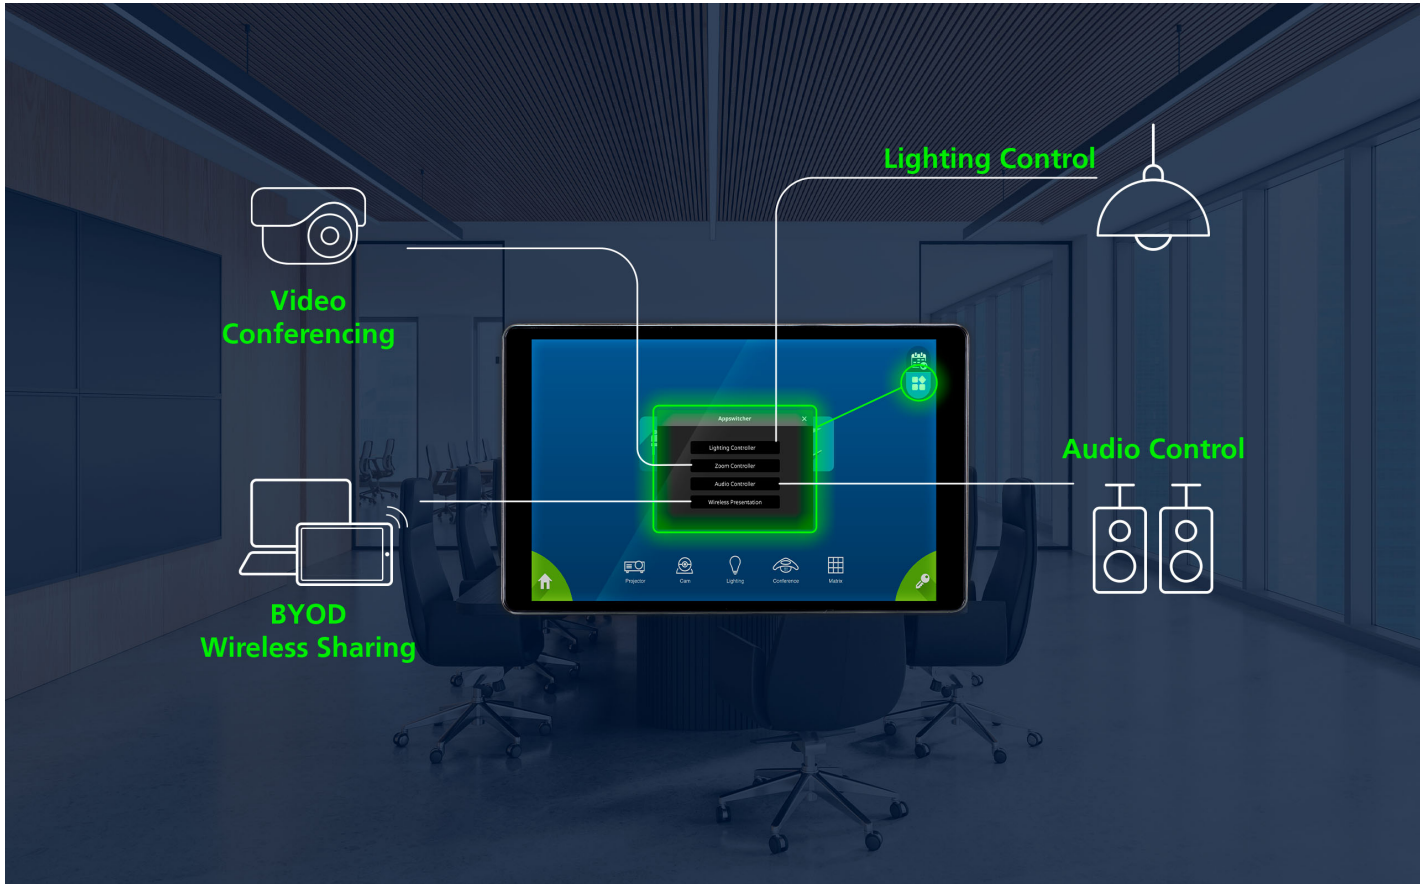 Lighting Control
Video
Conferencing
Appswitcher
Lighting Controller
Zoom Controller
Audio Controller
Wireless Presentation
Audio Control
Projector
Cam
Lighting
Conference
Matrix
BYOD
Wireless Sharing